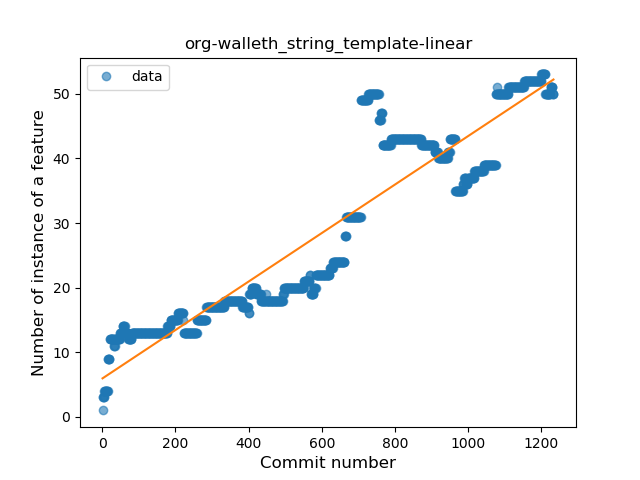 org-walleth_string_template-linear
data
Number of instance of a feature
50
40
30
20
10
0
0 200 400 600 800 1000 1200
Commit number